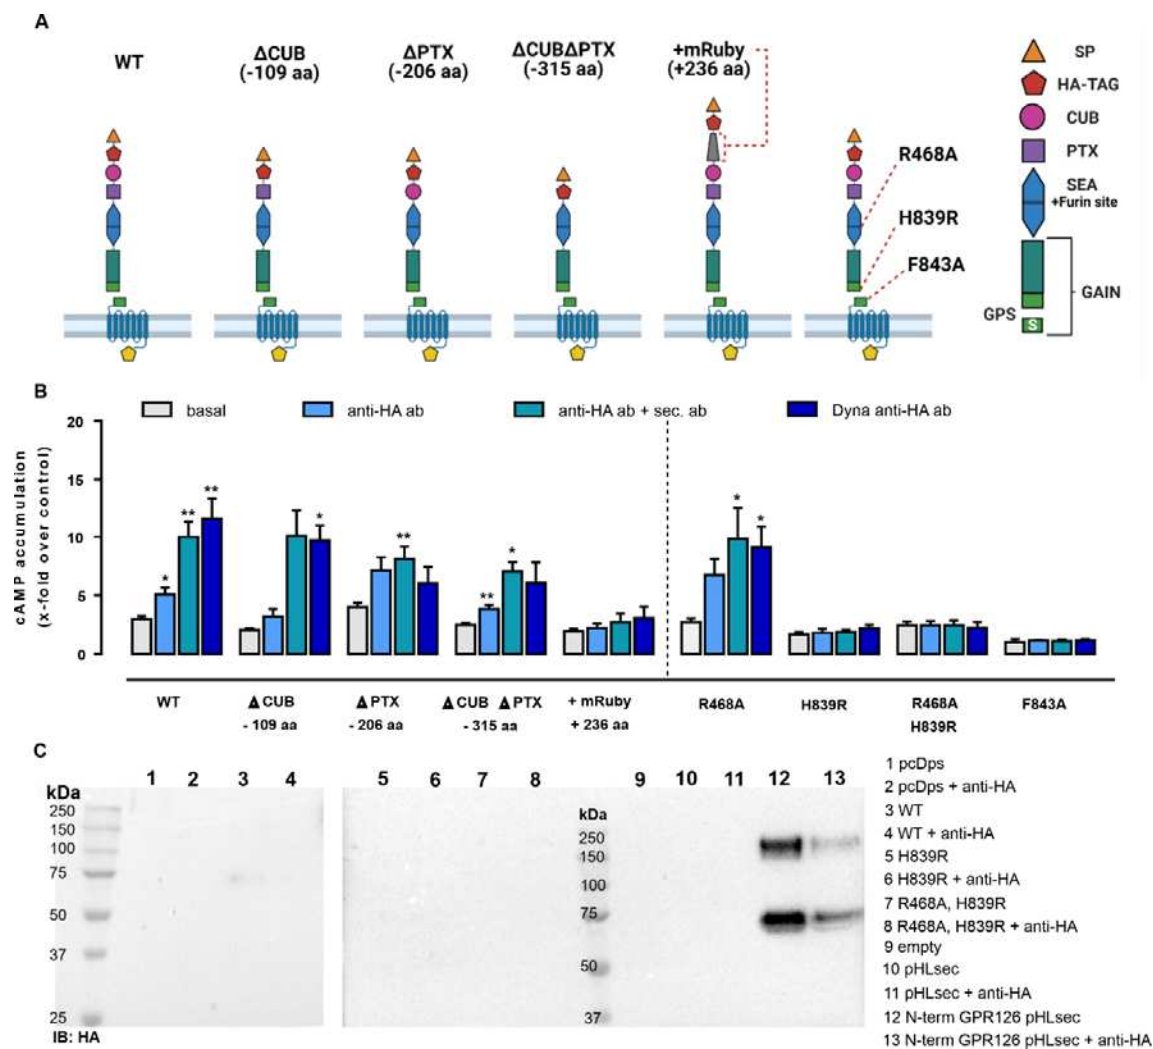 A
WT
ΔCUB
(-109 aa)
ΔPTX
(-206 aa)
ΔCUBΔPTX
(-315 aa)
+mRuby
(+236 aa)
R468A
H839R
F843A
SP
HA-TAG
CUB
PTX
SEA
+Furin site
GAIN
GPS
S
B
basal
anti-HA ab
anti-HA ab + sec. ab
Dyna anti-HA ab
cAMP accumulation
(x-fold over control)
20
15
10
5
0
* ** **
*
**
** *
* *
WT
Δ CUB
- 109 aa
Δ PTX
- 206 aa
Δ CUB Δ PTX
- 315 aa
+ mRuby
+ 236 aa
R468A
H839R
R468A
H839R
F843A
C
kDa
250
150
100
75
50
37
25
IB: HA
1 2 3 4
5 6 7 8
kDa
250
150
100
75
50
37
9 10 11 12 13
1 pcDps
2 pcDps + anti-HA
3 WT
4 WT + anti-HA
5 H839R
6 H839R + anti-HA
7 R468A, H839R
8 R468A, H839R + anti-HA
9 empty
10 pHLsec
11 pHLsec + anti-HA
12 N-term GPR126 pHLsec
13 N-term GPR126 pHLsec + anti-HA